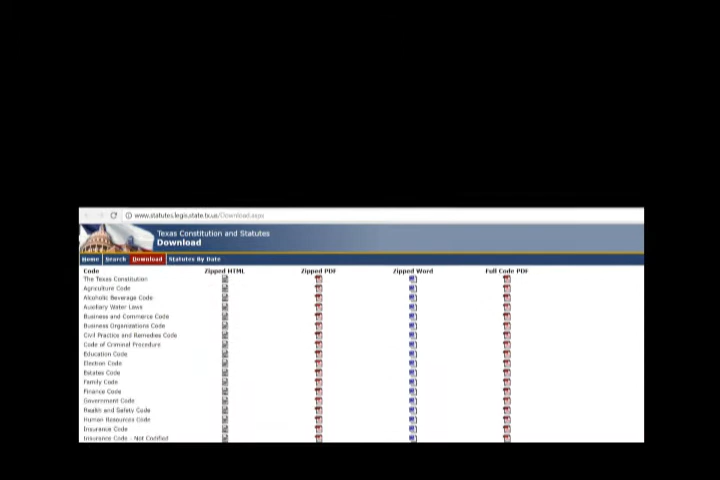 www.statutes.legis.state.tx.us/Download.aspx
Texas Constitution and Statutes
Download
Home Search Download Statutes By Date
Code Zipped HTML Zipped PDF Zipped Word Full Code PDF
The Texas Constitution
Agriculture Code
Alcoholic Beverage Code
Auxiliary Water Laws
Business and Commerce Code
Business Organizations Code
Civil Practice and Remedies Code
Code of Criminal Procedure
Education Code
Election Code
Estates Code
Family Code
Finance Code
Government Code
Health and Safety Code
Human Resources Code
Insurance Code
Insurance Code - Not Codified